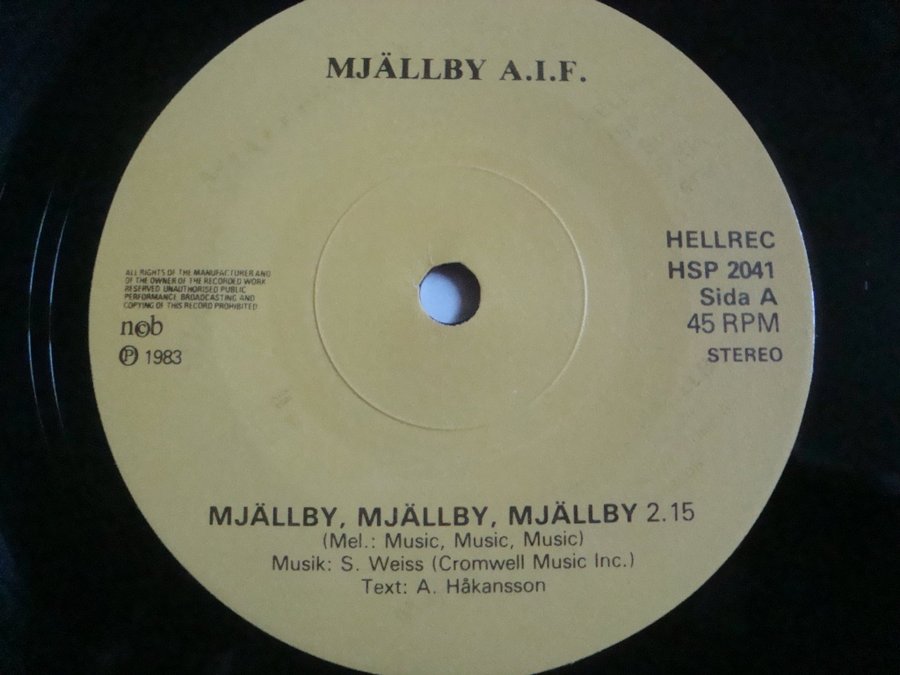 MJÄLLBY A.I.F.
ALL RIGHTS OF THE MANUFACTURER AND
OF THE OWNER OF THE RECORDED WORK
RESERVED UNAUTHORISED PUBLIC
PERFORMANCE BROADCASTING AND
COPYING OF THIS RECORD PROHIBITED
n©b
Ⓟ 1983
HELLREC
HSP 2041
Sida A
45 RPM
STEREO
MJÄLLBY, MJÄLLBY, MJÄLLBY 2.15
(Mel.: Music, Music, Music)
Musik: S. Weiss (Cromwell Music Inc.)
Text: A. Håkansson